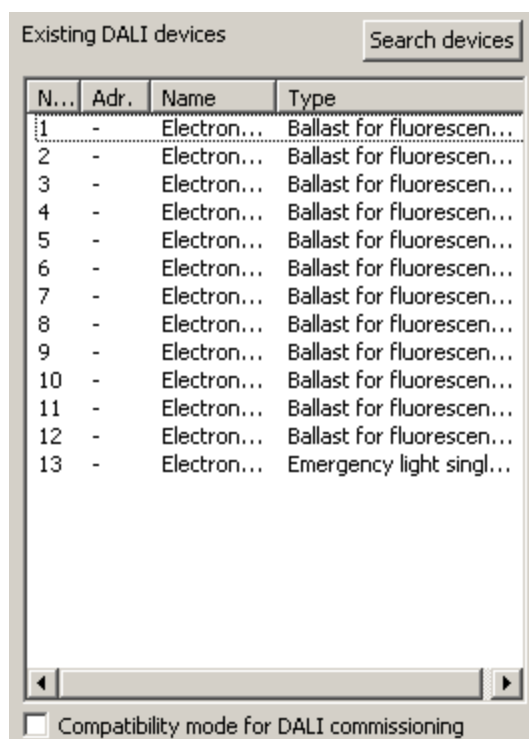 Existing DALI devices Search devices
N... Adr. Name Type
1 - Electron... Ballast for fluorescen...
2 - Electron... Ballast for fluorescen...
3 - Electron... Ballast for fluorescen...
4 - Electron... Ballast for fluorescen...
5 - Electron... Ballast for fluorescen...
6 - Electron... Ballast for fluorescen...
7 - Electron... Ballast for fluorescen...
8 - Electron... Ballast for fluorescen...
9 - Electron... Ballast for fluorescen...
10 - Electron... Ballast for fluorescen...
11 - Electron... Ballast for fluorescen...
12 - Electron... Ballast for fluorescen...
13 - Electron... Emergency light singl...
Compatibility mode for DALI commissioning